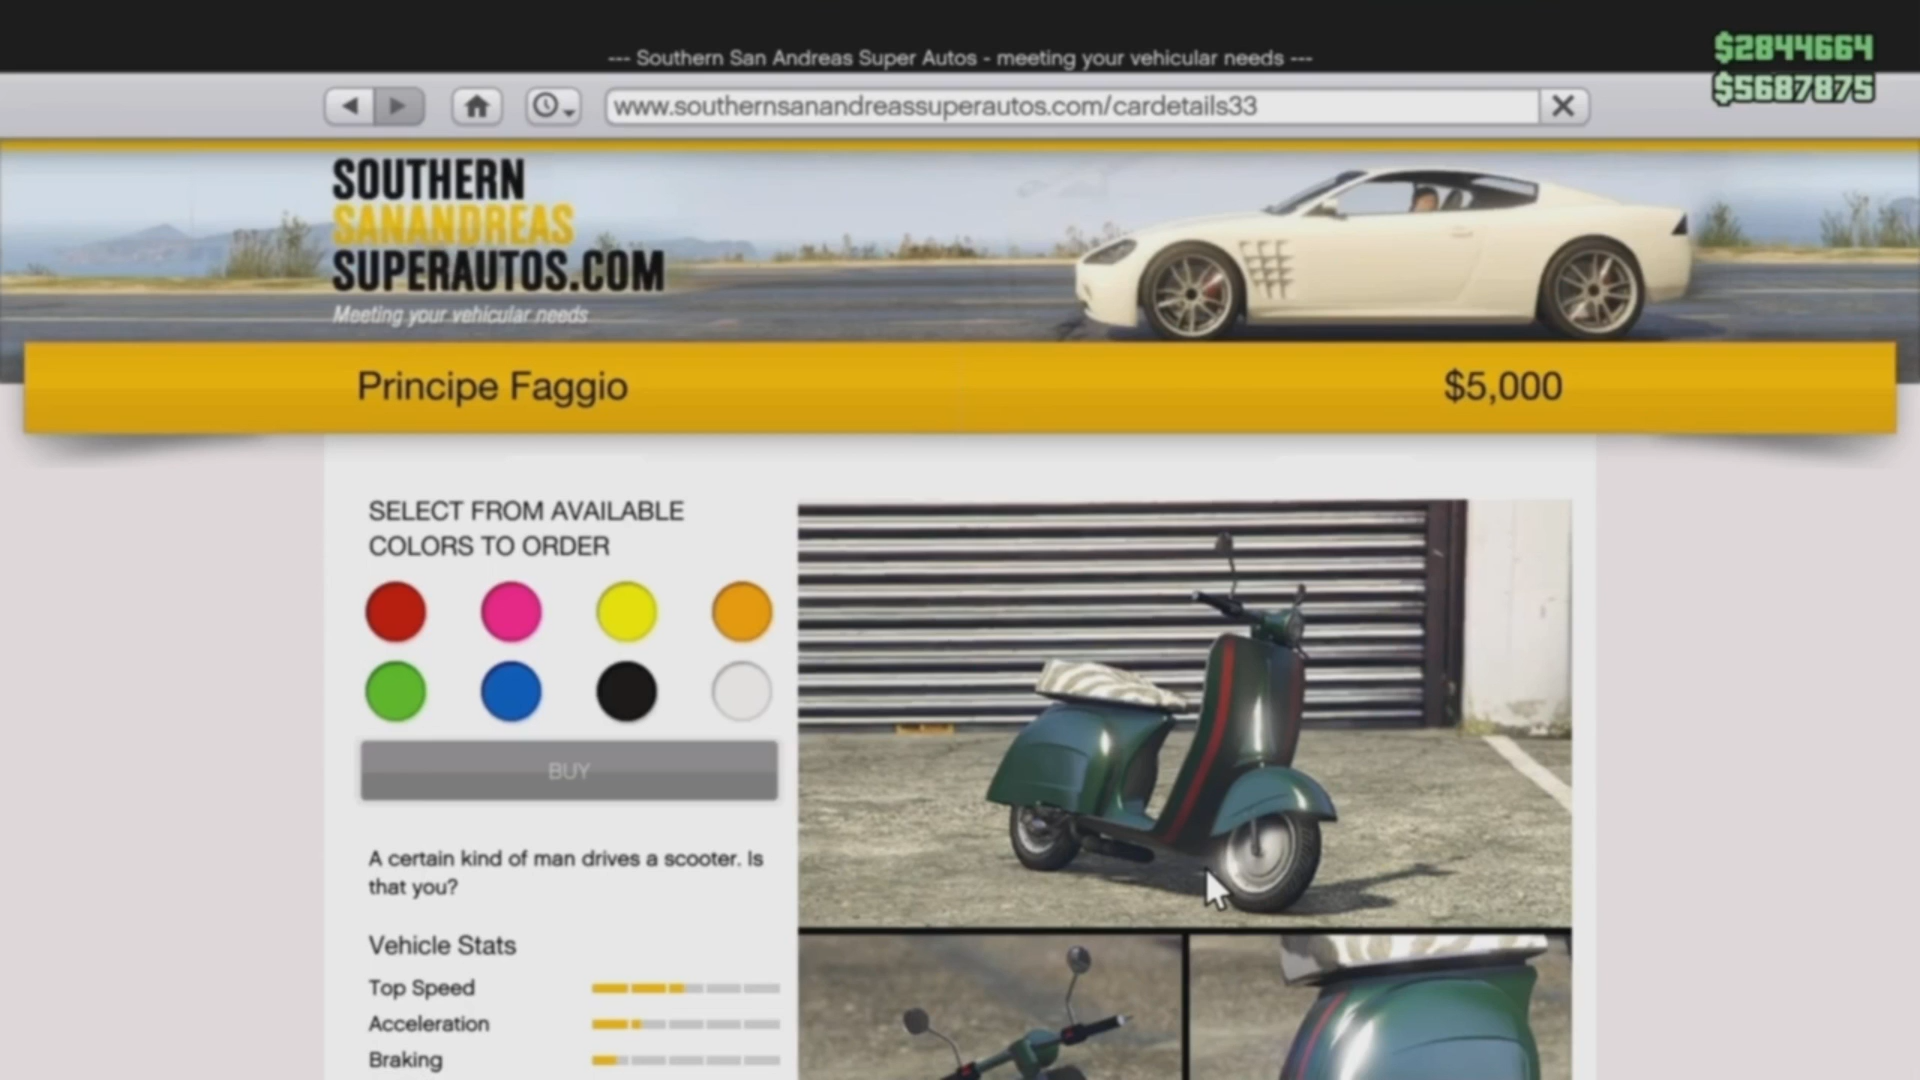 --- Southern San Andreas Super Autos - meeting your vehicular needs ---
$2844664
$5687875
www.southernsanandreassuperautos.com/cardetails33
SOUTHERN
SANANDREAS
SUPERAUTOS.COM
Meeting your vehicular needs
Principe Faggio
$5,000
SELECT FROM AVAILABLE
COLORS TO ORDER
BUY
A certain kind of man drives a scooter. Is
that you?
Vehicle Stats
Top Speed
Acceleration
Braking